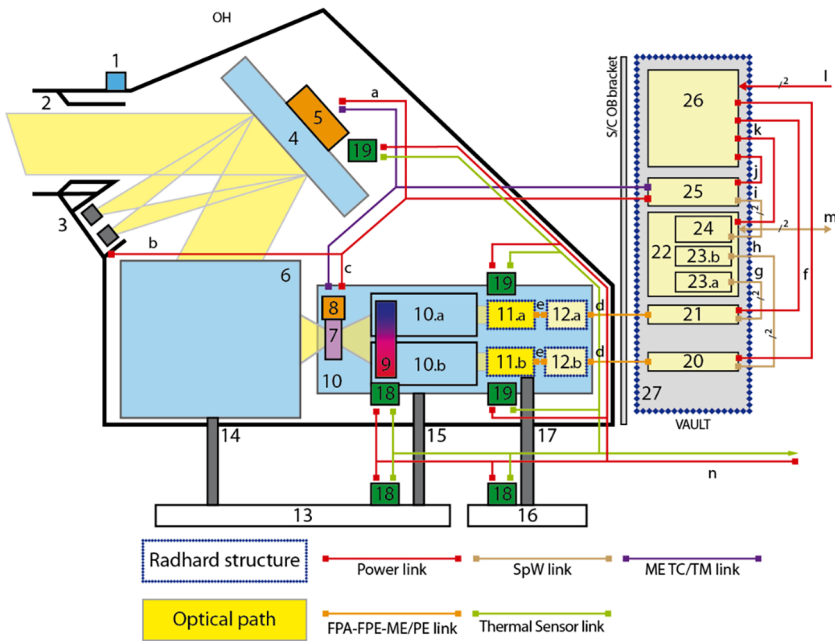 OH
1
2
3
4
5
19
a
b
c
6
7
8
9
10
10.a
10.b
11.a
11.b
e
e
12.a
12.b
d
d
19
19
18
18
18
13
14
15
16
17
n
S/C OB bracket
26
25
24
22
23.b
23.a
21
20
27
VAULT
2
2
2
2
2
l
k
j
i
m
h
g
f
Radhard structure
Power link
SpW link
ME TC/TM link
Optical path
FPA-FPE-ME/PE link
Thermal Sensor link